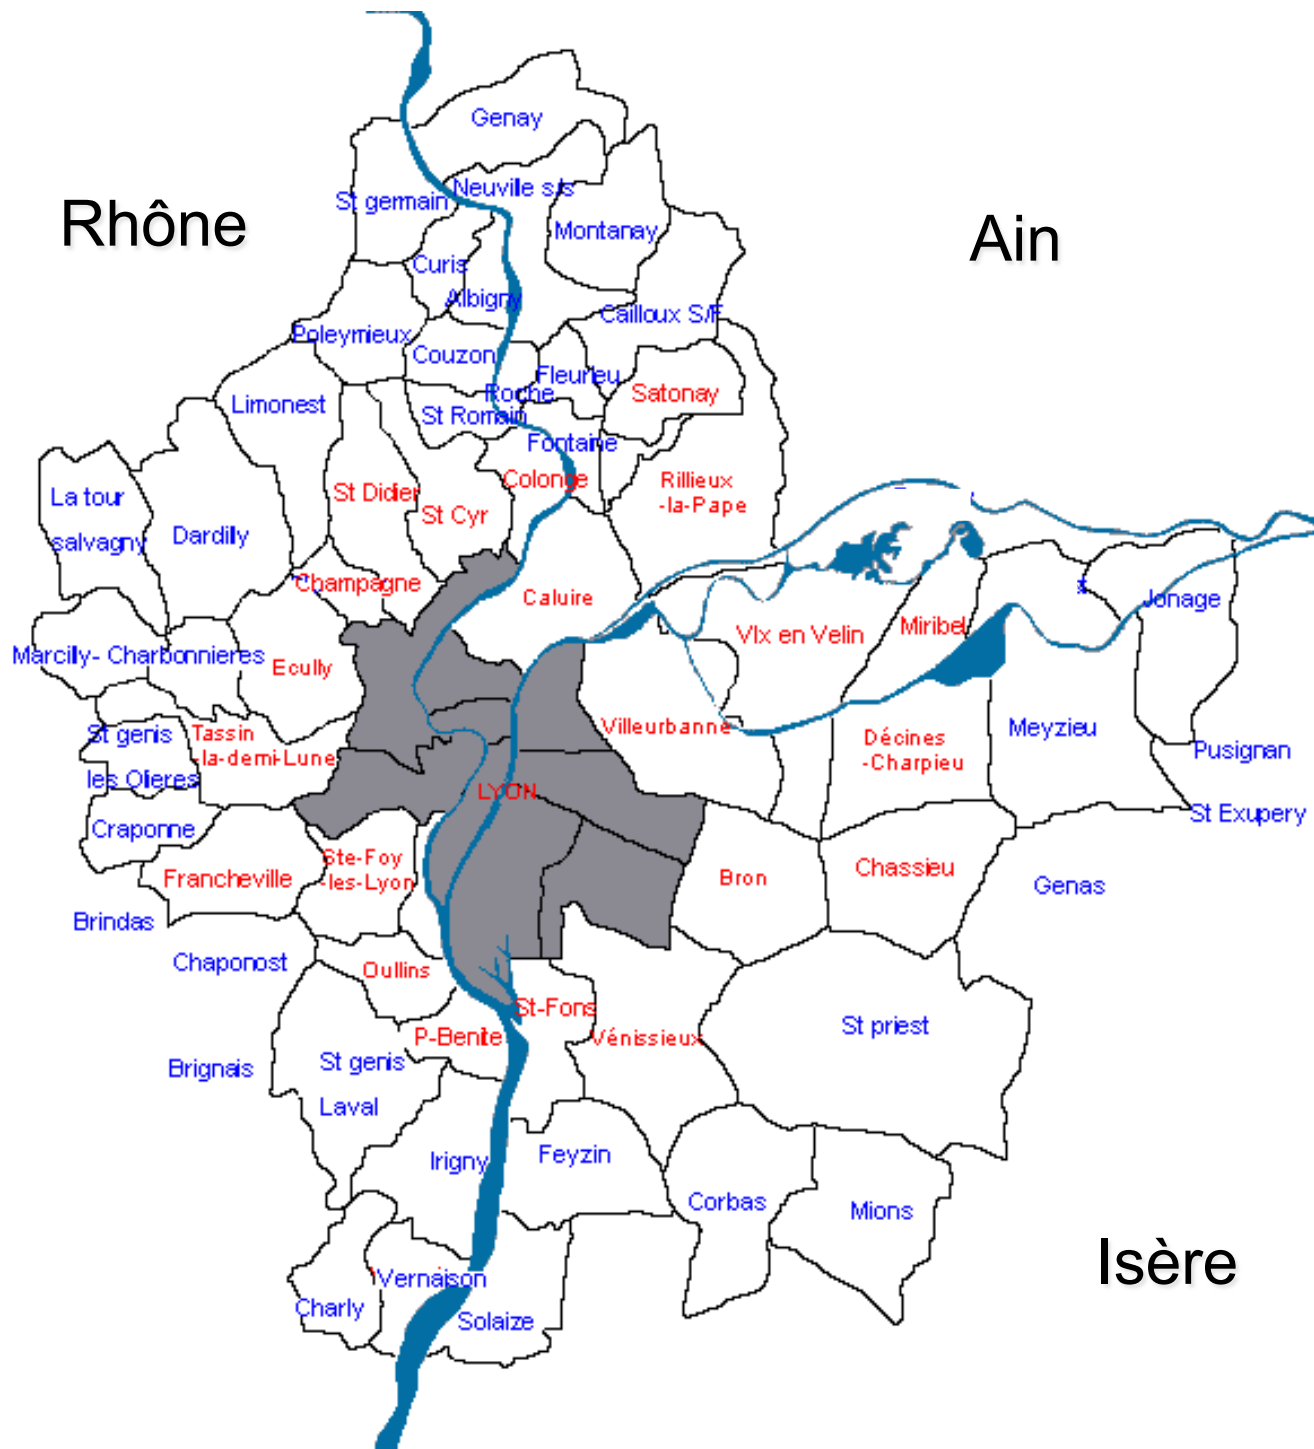 Genay
Neuville s/s
St germain
Rhône
Montanay
Ain
Curis
Albigny
Cailloux S/F
Poleymieux
Couzon
Fleurieu
Roche
Satonay
Limonest
St Romain
Fontaine
Colonge
Rillieux
-la-Pape
St Didier
La tour
salvagny
St Cyr
Dardilly
Champagne
Caluire
Jonage
Miribel
Vlx en Velin
Marcilly- Charbonnieres
Ecully
Villeurbanne
Meyzieu
St genis
les Olieres
Tassin
-la-demi-Lune
Décines
-Charpieu
Pusignan
LYON
St Exupery
Craponne
Ste-Foy
-les-Lyon
Francheville
Bron
Chassieu
Genas
Brindas
Chaponost
Oullins
St-Fons
P-Benite
Vénissieux
St priest
Brignais
St genis
Laval
Irigny
Feyzin
Corbas
Mions
Isère
Vernaison
Charly
Solaize